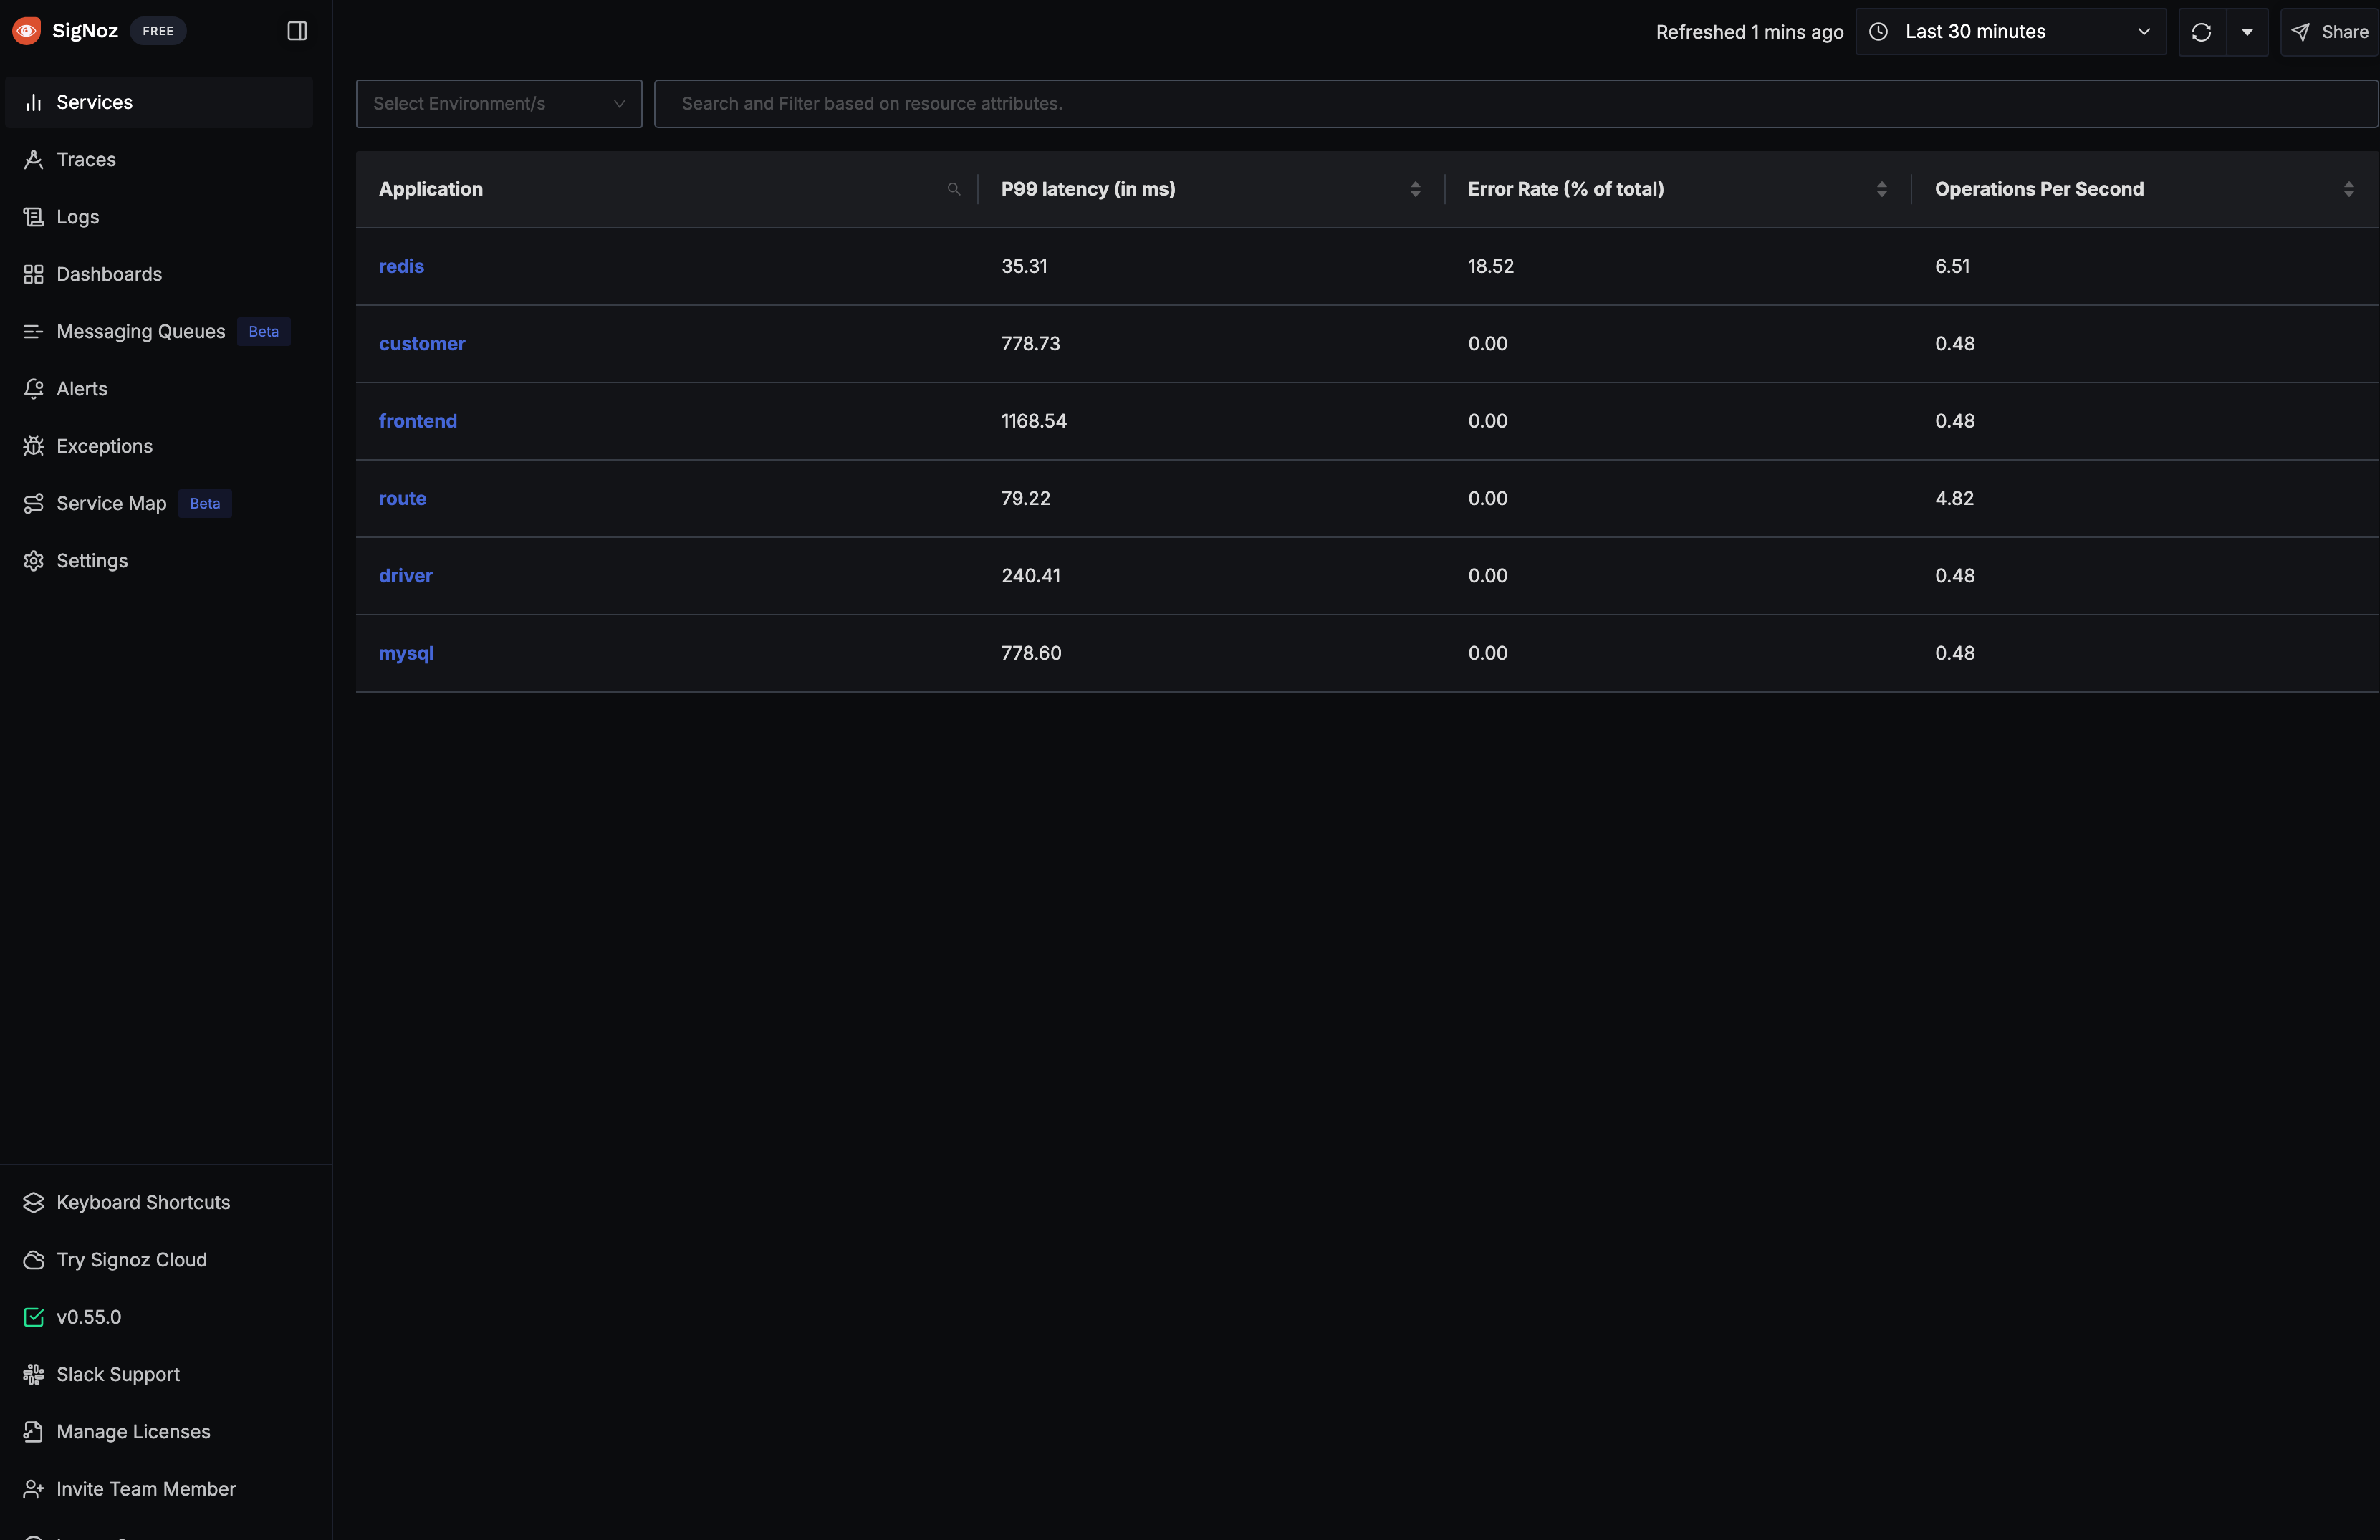 SigNoz FREE
Refreshed 1 mins ago Last 30 minutes Share
Services
Traces
Logs
Dashboards
Messaging Queues Beta
Alerts
Exceptions
Service Map Beta
Settings
Select Environment/s Search and Filter based on resource attributes.
Application P99 latency (in ms) Error Rate (% of total) Operations Per Second
redis 35.31 18.52 6.51
customer 778.73 0.00 0.48
frontend 1168.54 0.00 0.48
route 79.22 0.00 4.82
driver 240.41 0.00 0.48
mysql 778.60 0.00 0.48
Keyboard Shortcuts
Try Signoz Cloud
v0.55.0
Slack Support
Manage Licenses
Invite Team Member